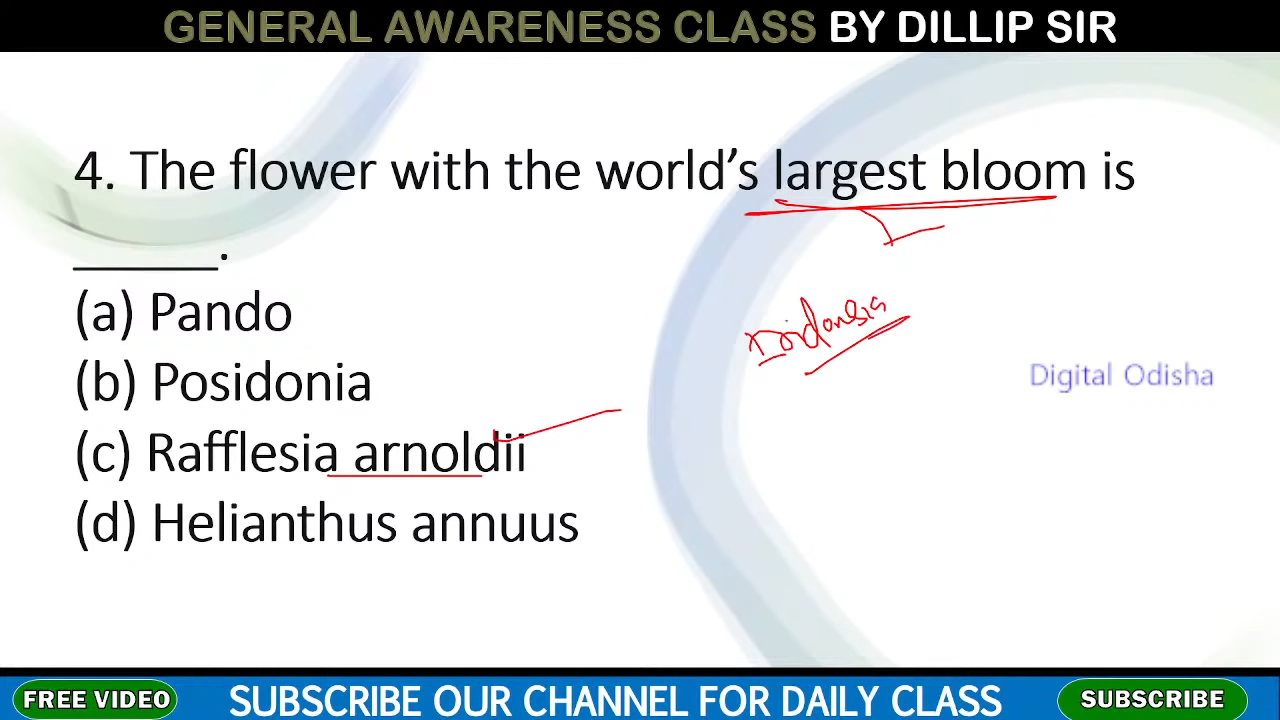 GENERAL AWARENESS CLASS BY DILLIP SIR
4. The flower with the world’s largest bloom is
______.
(a) Pando
(b) Posidonia
(c) Rafflesia arnoldii
(d) Helianthus annuus
Digital Odisha
FREE VIDEO
SUBSCRIBE OUR CHANNEL FOR DAILY CLASS
SUBSCRIBE